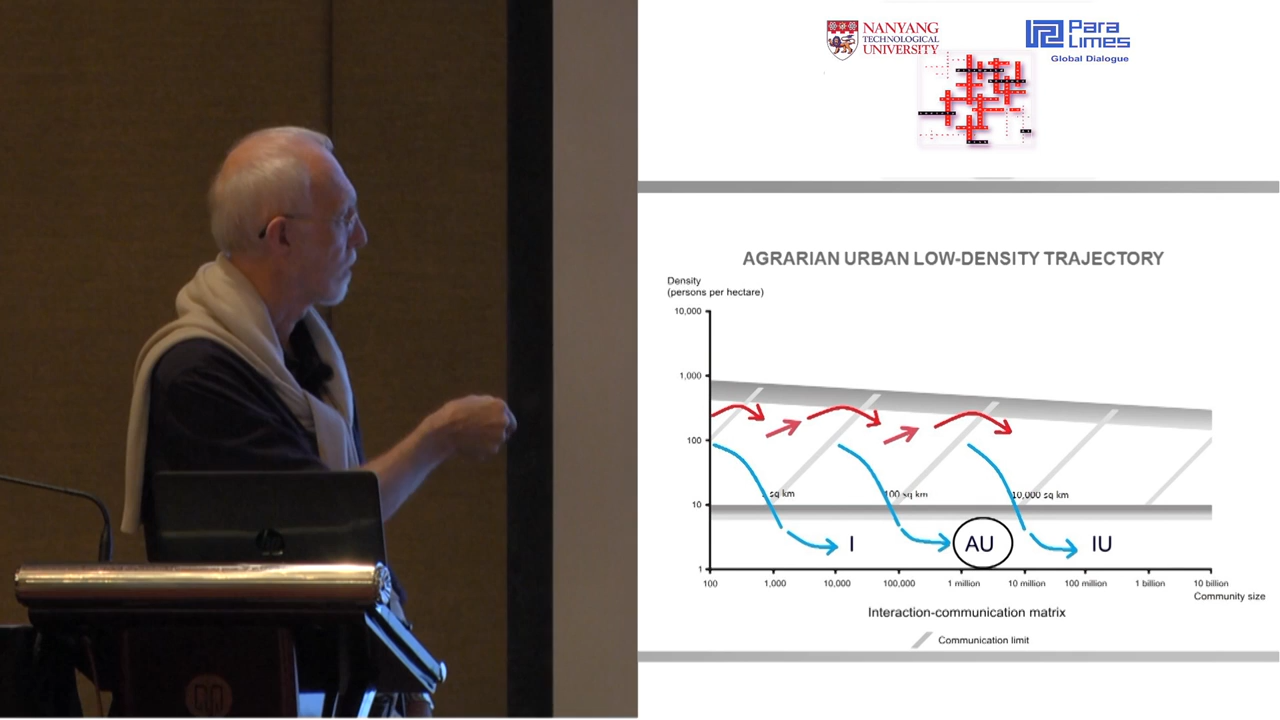 NANYANG
TECHNOLOGICAL
UNIVERSITY
Para
Limes
Global Dialogue
AGRARIAN URBAN LOW-DENSITY TRAJECTORY
Density
(persons per hectare)
10,000
1,000
100
10
1
sq km
100 sq km
10,000 sq km
I
AU
IU
100
1,000
10,000
100,000
1 million
10 million
100 million
1 billion
10 billion
Community size
Interaction-communication matrix
Communication limit